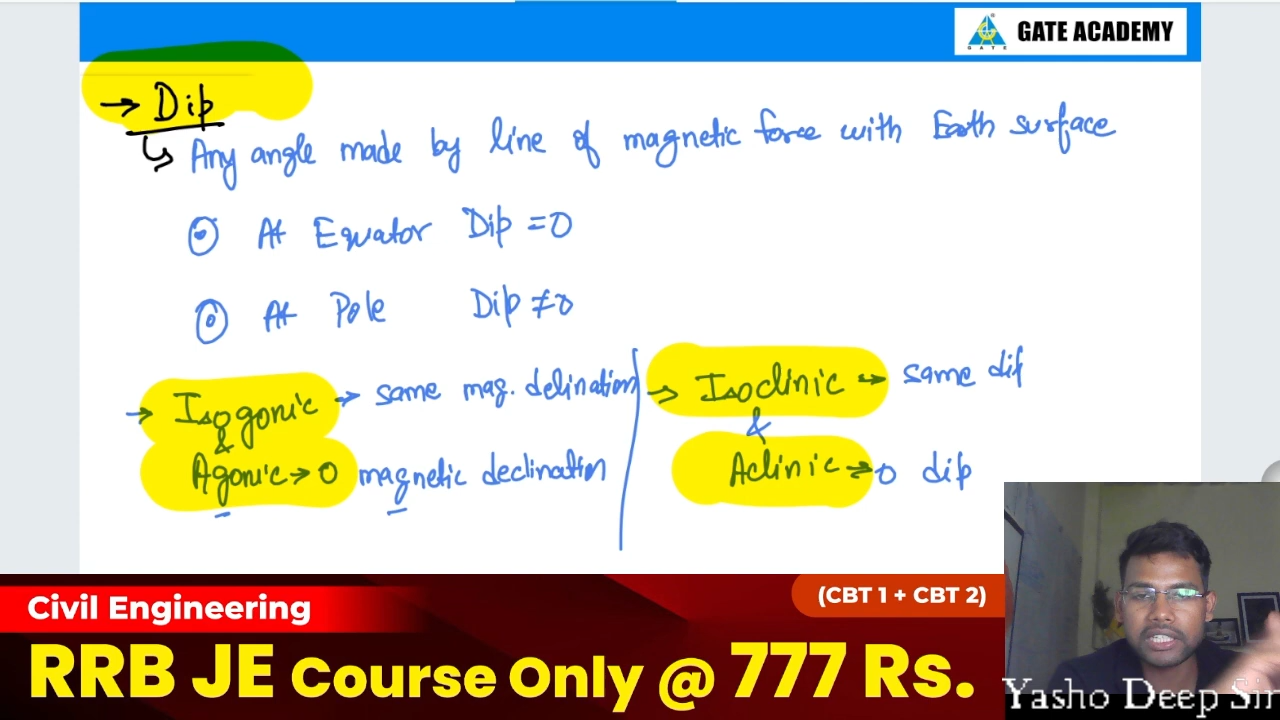 GATE ACADEMY
GATE
→ Dip
↳ Any angle made by line of magnetic force with Earth surface
⊙ At Equator Dip = 0
⊙ At Pole Dip ≠ 0
→ Isogonic → same mag. delination
&
Agonic → 0 magnetic declination
→ Isoclinic → same dip
&
Aclinic → 0 dip
Civil Engineering
(CBT 1 + CBT 2)
RRB JE Course Only @ 777 Rs.
Yasho Deep Sir